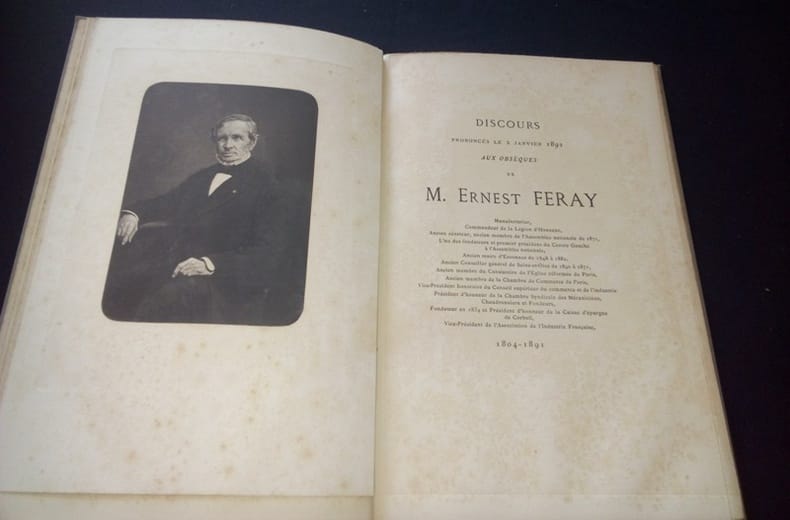 DISCOURS
PRONONCÉS LE 2 JANVIER 1892
AUX OBSÈQUES
DE
M. ERNEST FERAY
Manufacturier,
Commandeur de la Légion d'Honneur,
Ancien sénateur, ancien membre de l'Assemblée nationale de 1871,
L'un des fondateurs et premier président du Centre Gauche
à l'Assemblée nationale,
Ancien maire d'Essonnes de 1848 à 1882,
Ancien Conseiller général de Seine-et-Oise de 1840 à 1871,
Ancien membre du Consistoire de l'Église réformée de Paris,
Ancien membre de la Chambre de Commerce de Paris,
Vice-Président honoraire du Conseil supérieur du commerce et de l'industrie
Président d'honneur de la Chambre Syndicale des Mécaniciens,
Chaudronniers et Fondeurs,
Fondateur en 1834 et Président d'honneur de la Caisse d'épargne
de Corbeil,
Vice-Président de l'Association de l'Industrie Française,
1804-1891